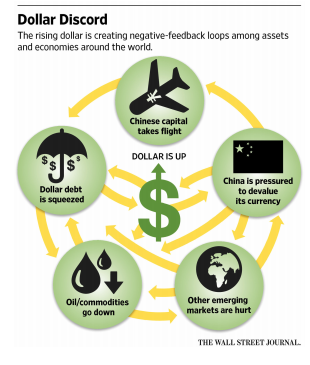 Dollar Discord
The rising dollar is creating negative-feedback loops among assets
and economies around the world.
¥
Chinese capital
takes flight
DOLLAR IS UP
$ $ $ $
Dollar debt
is squeezed
$
China is pressured
to devalue
its currency
Oil/commodities
go down
Other emerging
markets are hurt
THE WALL STREET JOURNAL.